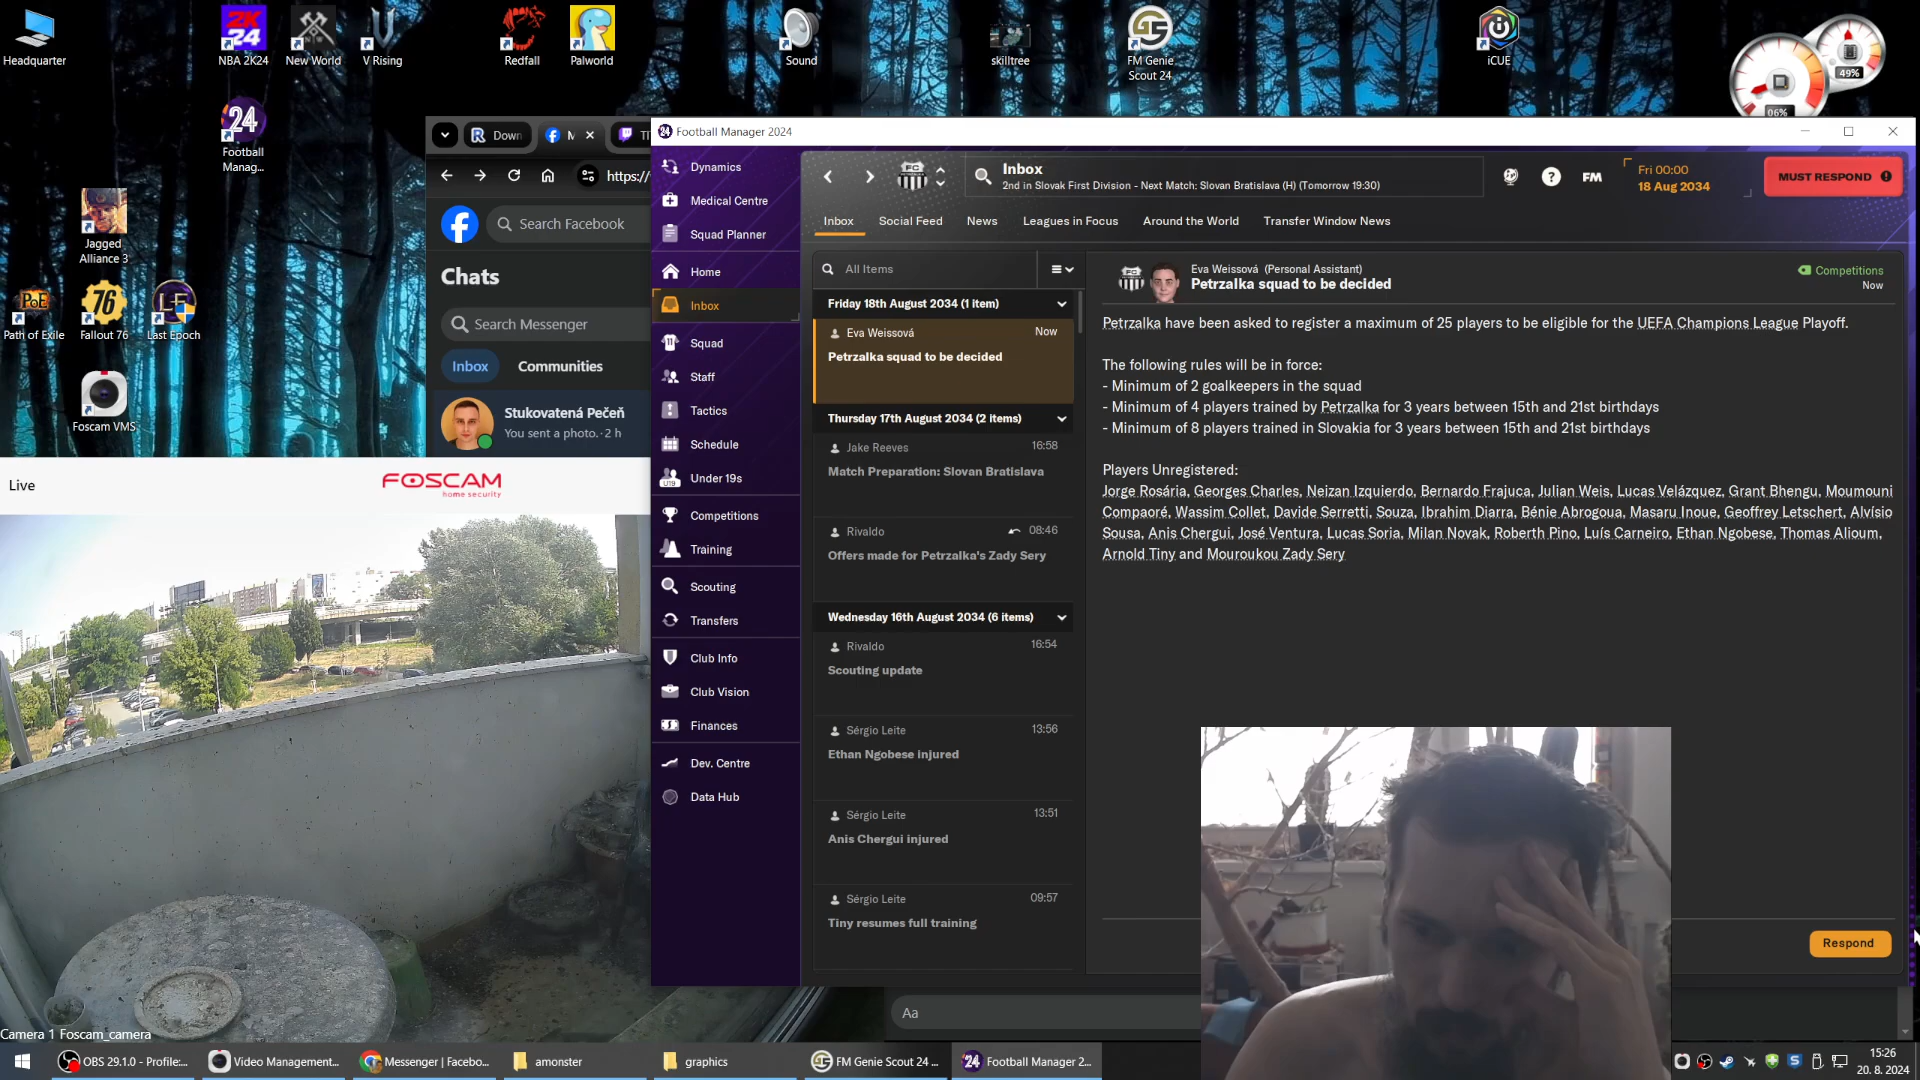 Headquarter
NBA 2K24
New World
V Rising
Redfall
Palworld
Sound
skilltree
FM Genie
Scout 24
iCUE
49%
06%
24
Football
Manag...
Jagged
Alliance 3
Path of Exile
Fallout 76
Last Epoch
Foscam VMS
Down
https://
Search Facebook
Chats
Search Messenger
Inbox
Communities
Stukovatená Pečeň
You sent a photo. · 2 h
Live
FOSCAM
home security
Camera 1 Foscam_camera
Football Manager 2024
Dynamics
Medical Centre
Squad Planner
Home
Inbox
Squad
Staff
Tactics
Schedule
Under 19s
Competitions
Training
Scouting
Transfers
Club Info
Club Vision
Finances
Dev. Centre
Data Hub
Inbox
2nd in Slovak First Division - Next Match: Slovan Bratislava (H) (Tomorrow 19:30)
FM
Fri 00:00
18 Aug 2034
MUST RESPOND
Inbox
Social Feed
News
Leagues in Focus
Around the World
Transfer Window News
All Items
Friday 18th August 2034 (1 item)
Eva Weissová
Now
Petrzalka squad to be decided
Thursday 17th August 2034 (2 items)
Jake Reeves
16:58
Match Preparation: Slovan Bratislava
Rivaldo
08:46
Offers made for Petrzalka's Zady Sery
Wednesday 16th August 2034 (6 items)
Rivaldo
16:54
Scouting update
Sérgio Leite
13:56
Ethan Ngobese injured
Sérgio Leite
13:51
Anis Chergui injured
Sérgio Leite
09:57
Tiny resumes full training
Eva Weissová (Personal Assistant)
Petrzalka squad to be decided
Competitions
Now
Petrzalka have been asked to register a maximum of 25 players to be eligible for the UEFA Champions League Playoff.
The following rules will be in force:
- Minimum of 2 goalkeepers in the squad
- Minimum of 4 players trained by Petrzalka for 3 years between 15th and 21st birthdays
- Minimum of 8 players trained in Slovakia for 3 years between 15th and 21st birthdays
Players Unregistered:
Jorge Rosária, Georges Charles, Neizan Izquierdo, Bernardo Frajuca, Julian Weis, Lucas Velázquez, Grant Bhengu, Moumouni
Compaoré, Wassim Collet, Davide Serretti, Souza, Ibrahim Diarra, Bénie Abrogoua, Masaru Inoue, Geoffrey Letschert, Alvísio
Sousa, Anis Chergui, José Ventura, Lucas Soria, Milan Novak, Roberth Pino, Luís Carneiro, Ethan Ngobese, Thomas Alioum,
Arnold Tiny and Mouroukou Zady Sery
Respond
Aa
OBS 29.1.0 - Profile:...
Video Management...
Messenger | Facebo...
amonster
graphics
FM Genie Scout 24 ...
Football Manager 2...
15:26
20. 8. 2024